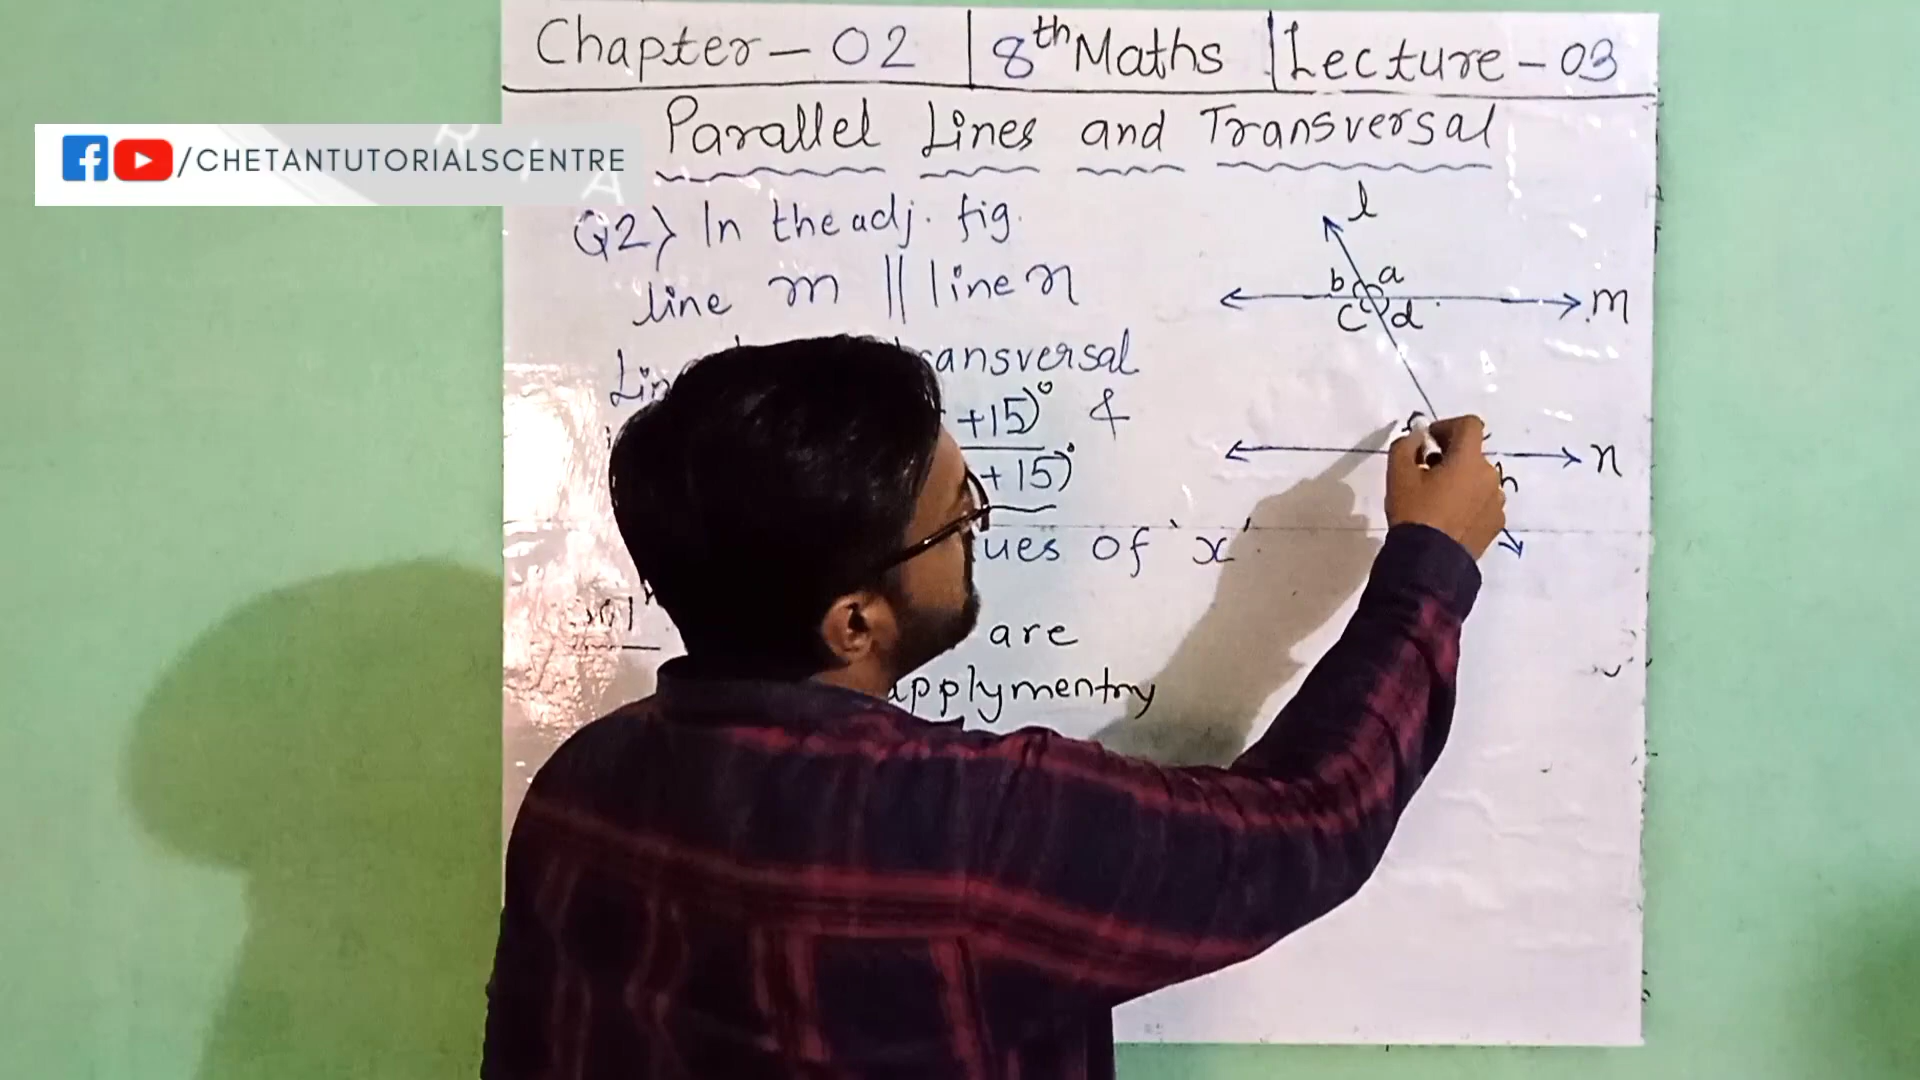 Chapter - 02 | 8th Maths | Lecture - 03
Parallel Lines and Transversal
/CHETANTUTORIALSCENTRE
Q2) In the adj. fig.
line m || line n
ansversal
+15)° &
+15)°
ues of 'x'
are
applymentry
l
b a
c d
m
n
h